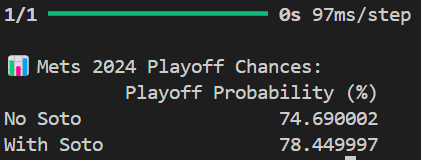 1/1 ━━━━━━━━━━━━━━━━━━━━ 0s 97ms/step
📊 Mets 2024 Playoff Chances:
Playoff Probability (%)
No Soto 74.690002
With Soto 78.449997